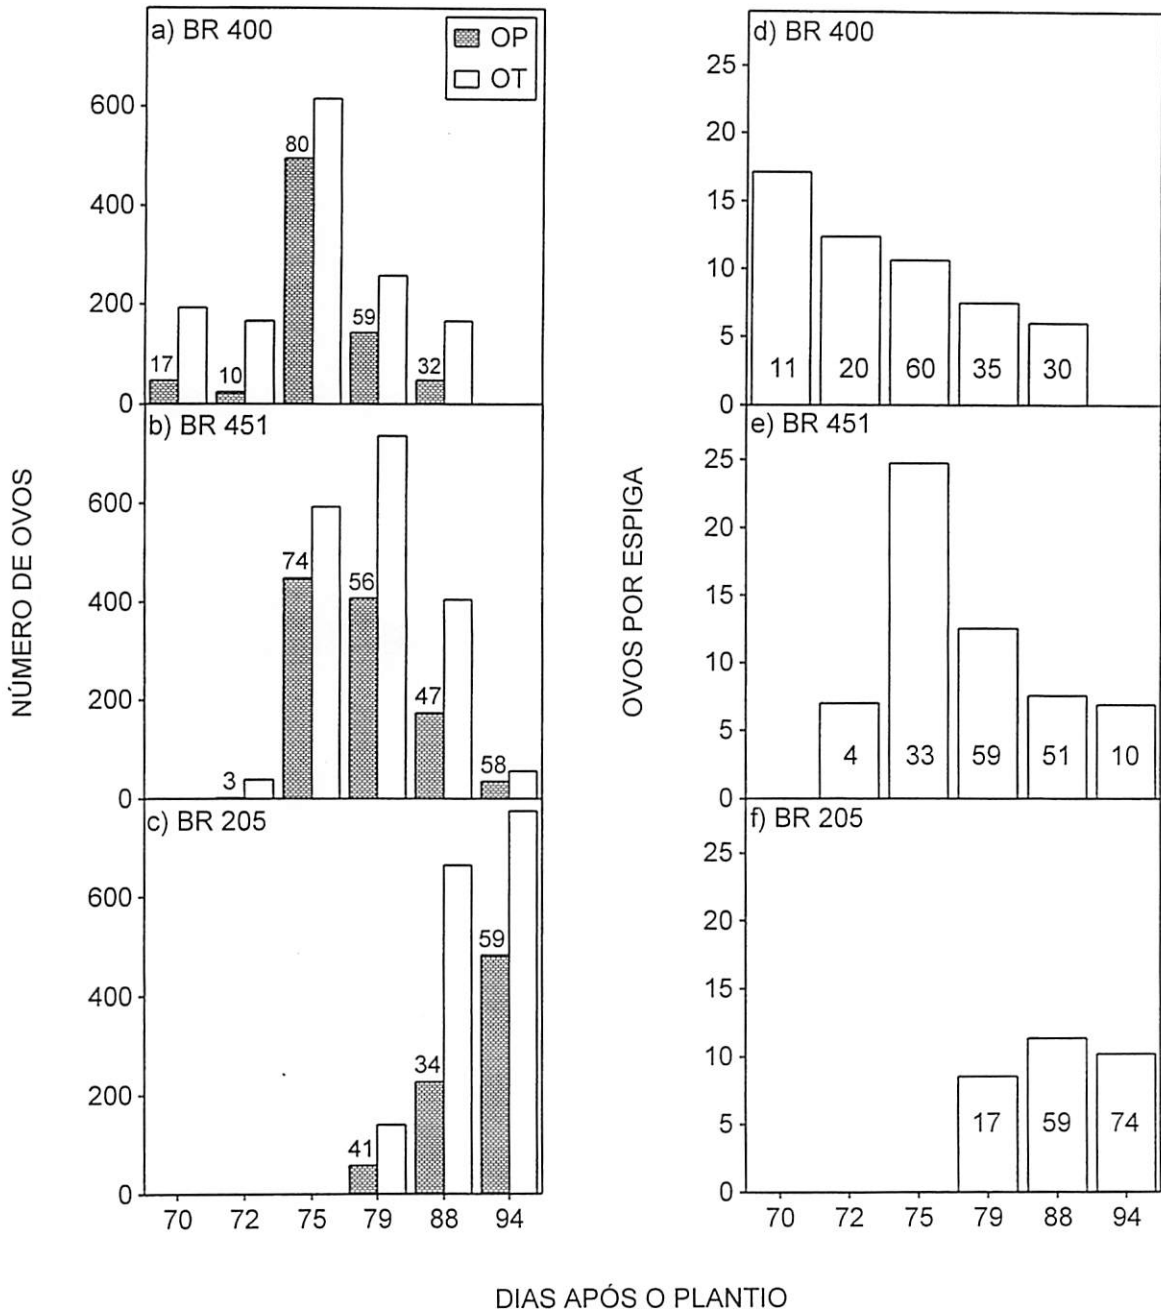 a) BR 400
OP
OT
600
400
200
0
17
10
80
59
32
b) BR 451
600
400
200
0
3
74
56
47
58
c) BR 205
600
400
200
0
41
34
59
70 72 75 79 88 94
NÚMERO DE OVOS
d) BR 400
25
20
15
10
5
0
11 20 60 35 30
e) BR 451
25
20
15
10
5
0
4 33 59 51 10
f) BR 205
25
20
15
10
5
0
17 59 74
70 72 75 79 88 94
OVOS POR ESPIGA
DIAS APÓS O PLANTIO